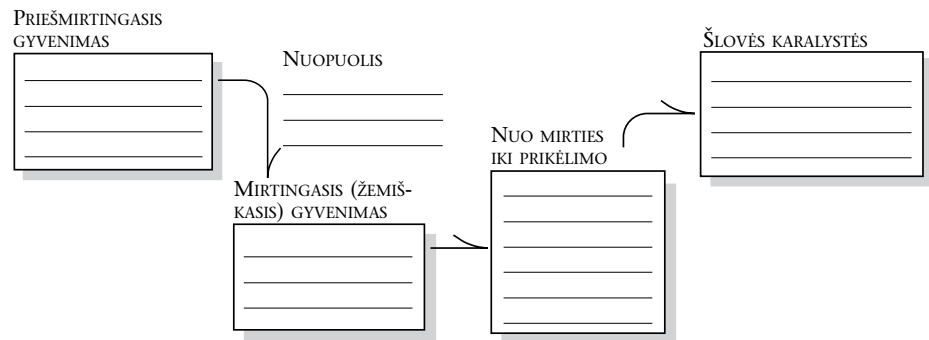 Priešmirtingasis
gyvenimas
Nuopuolis
Mirtingasis (žemiš-
kasis) gyvenimas
Nuo mirties
iki prikėlimo
Šlovės karalystės